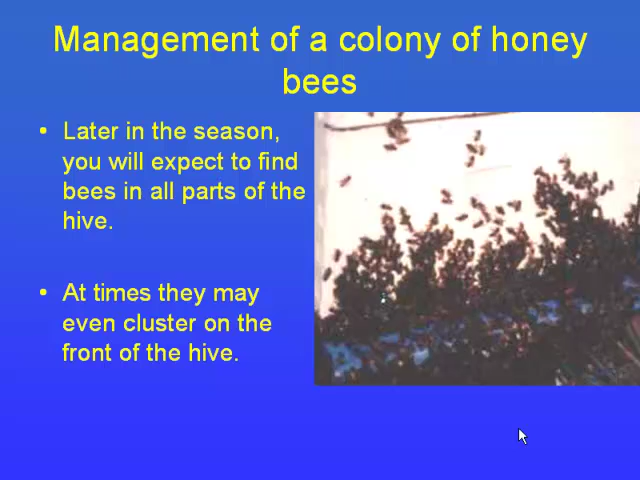 Management of a colony of honey
bees
• Later in the season,
you will expect to find
bees in all parts of the
hive.
• At times they may
even cluster on the
front of the hive.